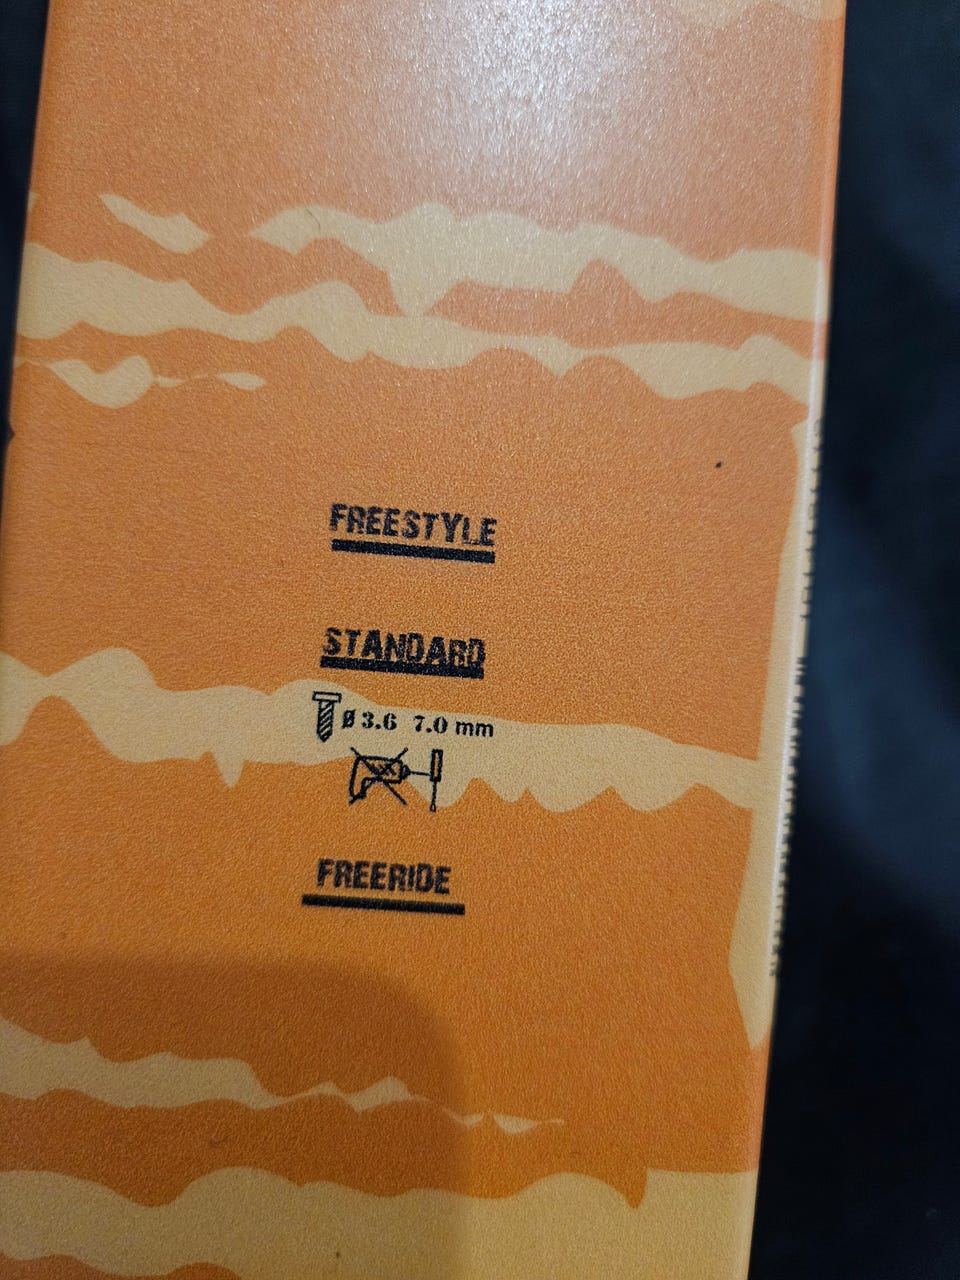 FREESTYLE
STANDARD
ø 3.6 7.0 mm
FREERIDE